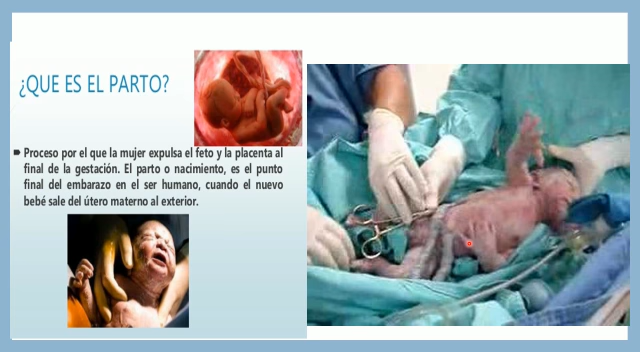 ¿QUE ES EL PARTO?
Proceso por el que la mujer expulsa el feto y la placenta al
final de la gestación. El parto o nacimiento, es el punto
final del embarazo en el ser humano, cuando el nuevo
bebé sale del útero materno al exterior.